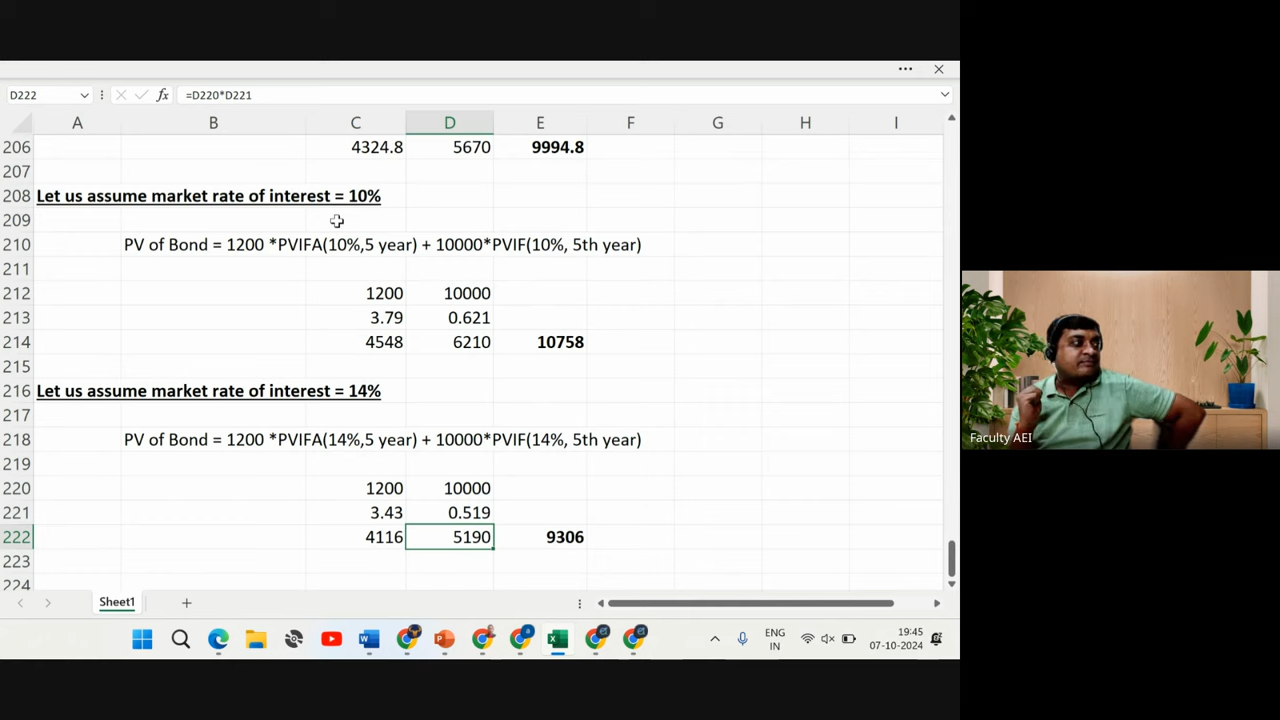 D222 fx =D220*D221
A B C D E F G H I
206 4324.8 5670 9994.8
207
208 Let us assume market rate of interest = 10%
209
210 PV of Bond = 1200 *PVIFA(10%,5 year) + 10000*PVIF(10%, 5th year)
211
212 1200 10000
213 3.79 0.621
214 4548 6210 10758
215
216 Let us assume market rate of interest = 14%
217
218 PV of Bond = 1200 *PVIFA(14%,5 year) + 10000*PVIF(14%, 5th year)
219
220 1200 10000
221 3.43 0.519
222 4116 5190 9306
223
224
Sheet1
ENG 19:45
IN 07-10-2024
Faculty AEI